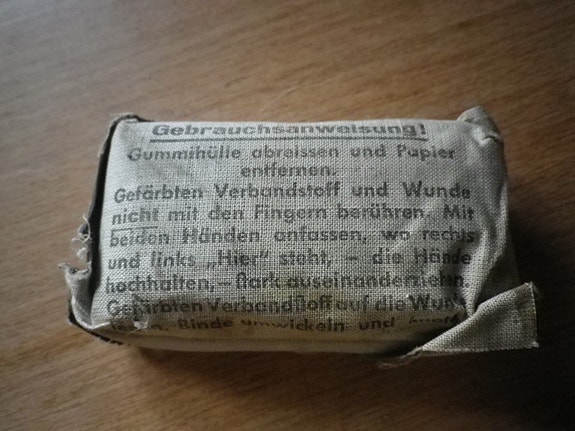 Gebrauchsanweisung!
Gummihülle abreissen und Papier
entfernen.
Gefärbten Verbandstoff und Wunde
nicht mit den Fingern berühren. Mit
beiden Händen anfassen, wo rechts
und links „Hier" steht, – die Hände
hochhalten, – stark auseinanderziehen.
Gefärbten Verbandstoff auf die Wunde
Binde umwickeln und